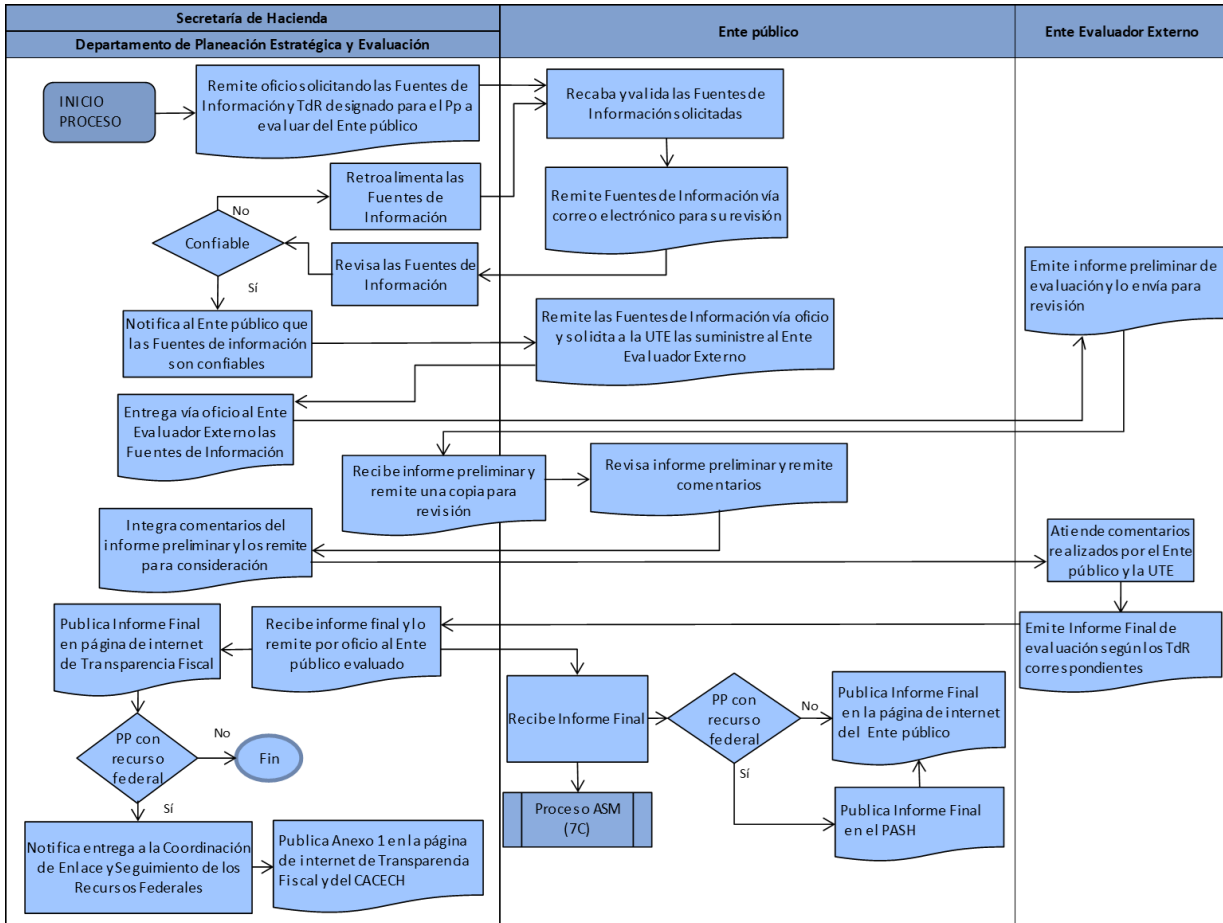 Secretaría de Hacienda
Departamento de Planeación Estratégica y Evaluación
Ente público
Ente Evaluador Externo
INICIO
PROCESO
Remite oficio solicitando las Fuentes de
Información y TdR designado para el Pp a
evaluar del Ente público
Recaba y valida las Fuentes de
Información solicitadas
Retroalimenta las
Fuentes de
Información
Remite Fuentes de Información vía
correo electrónico para su revisión
No
Confiable
Revisa las Fuentes de
Información
Sí
Emite informe preliminar de
evaluación y lo envía para
revisión
Notifica al Ente público que
las Fuentes de información
son confiables
Remite las Fuentes de Información vía oficio
y solicita a la UTE las suministre al Ente
Evaluador Externo
Entrega vía oficio al Ente
Evaluador Externo las
Fuentes de Información
Recibe informe preliminar y
remite una copia para
revisión
Revisa informe preliminar y remite
comentarios
Integra comentarios del
informe preliminar y los remite
para consideración
Atiende comentarios
realizados por el Ente
público y la UTE
Publica Informe Final
en página de internet
de Transparencia Fiscal
Recibe informe final y lo
remite por oficio al Ente
público evaluado
Emite Informe Final de
evaluación según los TdR
correspondientes
Recibe Informe Final
PP con
recurso
federal
No
Publica Informe Final
en la página de internet
del Ente público
PP con
recurso
federal
No
Fin
Sí
Sí
Proceso ASM
(7C)
Publica Informe Final
en el PASH
Notifica entrega a la Coordinación
de Enlace y Seguimiento de los
Recursos Federales
Publica Anexo 1 en la página
de internet de Transparencia
Fiscal y del CACECH